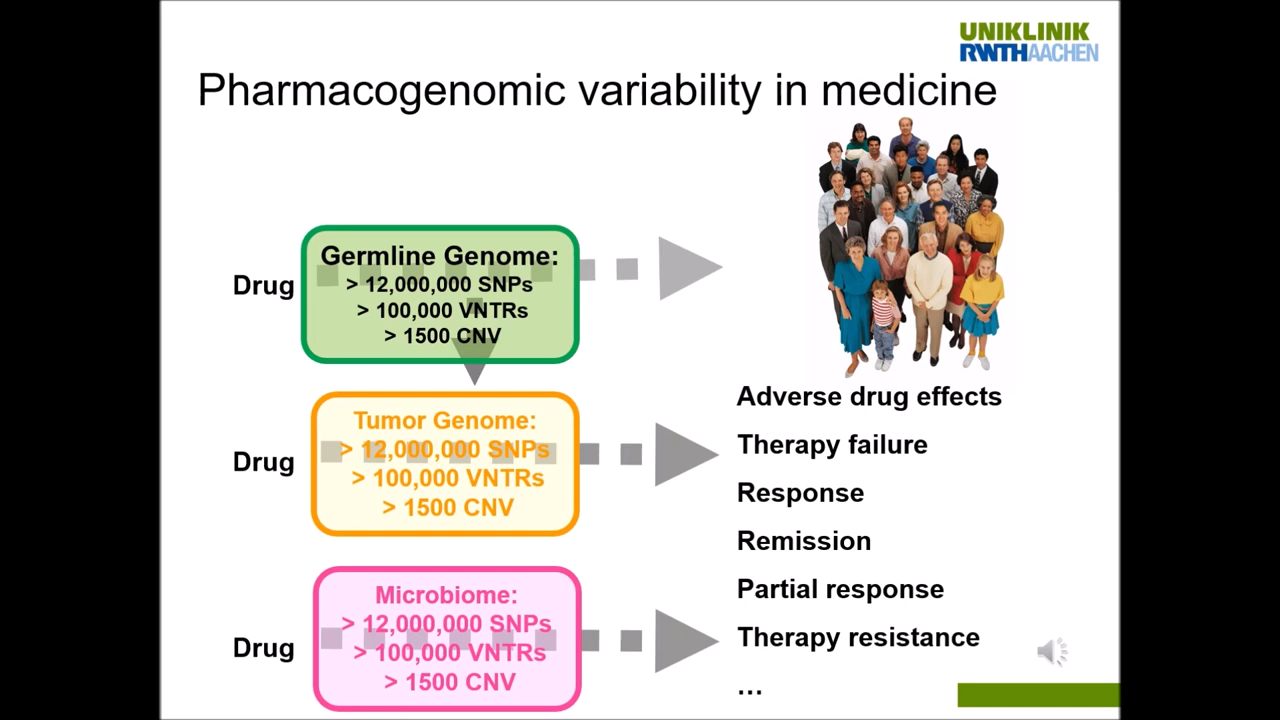 UNIKLINIK
RWTHAACHEN
Pharmacogenomic variability in medicine
Drug
Germline Genome:
> 12,000,000 SNPs
> 100,000 VNTRs
> 1500 CNV
Drug
Tumor Genome:
> 12,000,000 SNPs
> 100,000 VNTRs
> 1500 CNV
Drug
Microbiome:
> 12,000,000 SNPs
> 100,000 VNTRs
> 1500 CNV
Adverse drug effects
Therapy failure
Response
Remission
Partial response
Therapy resistance
...